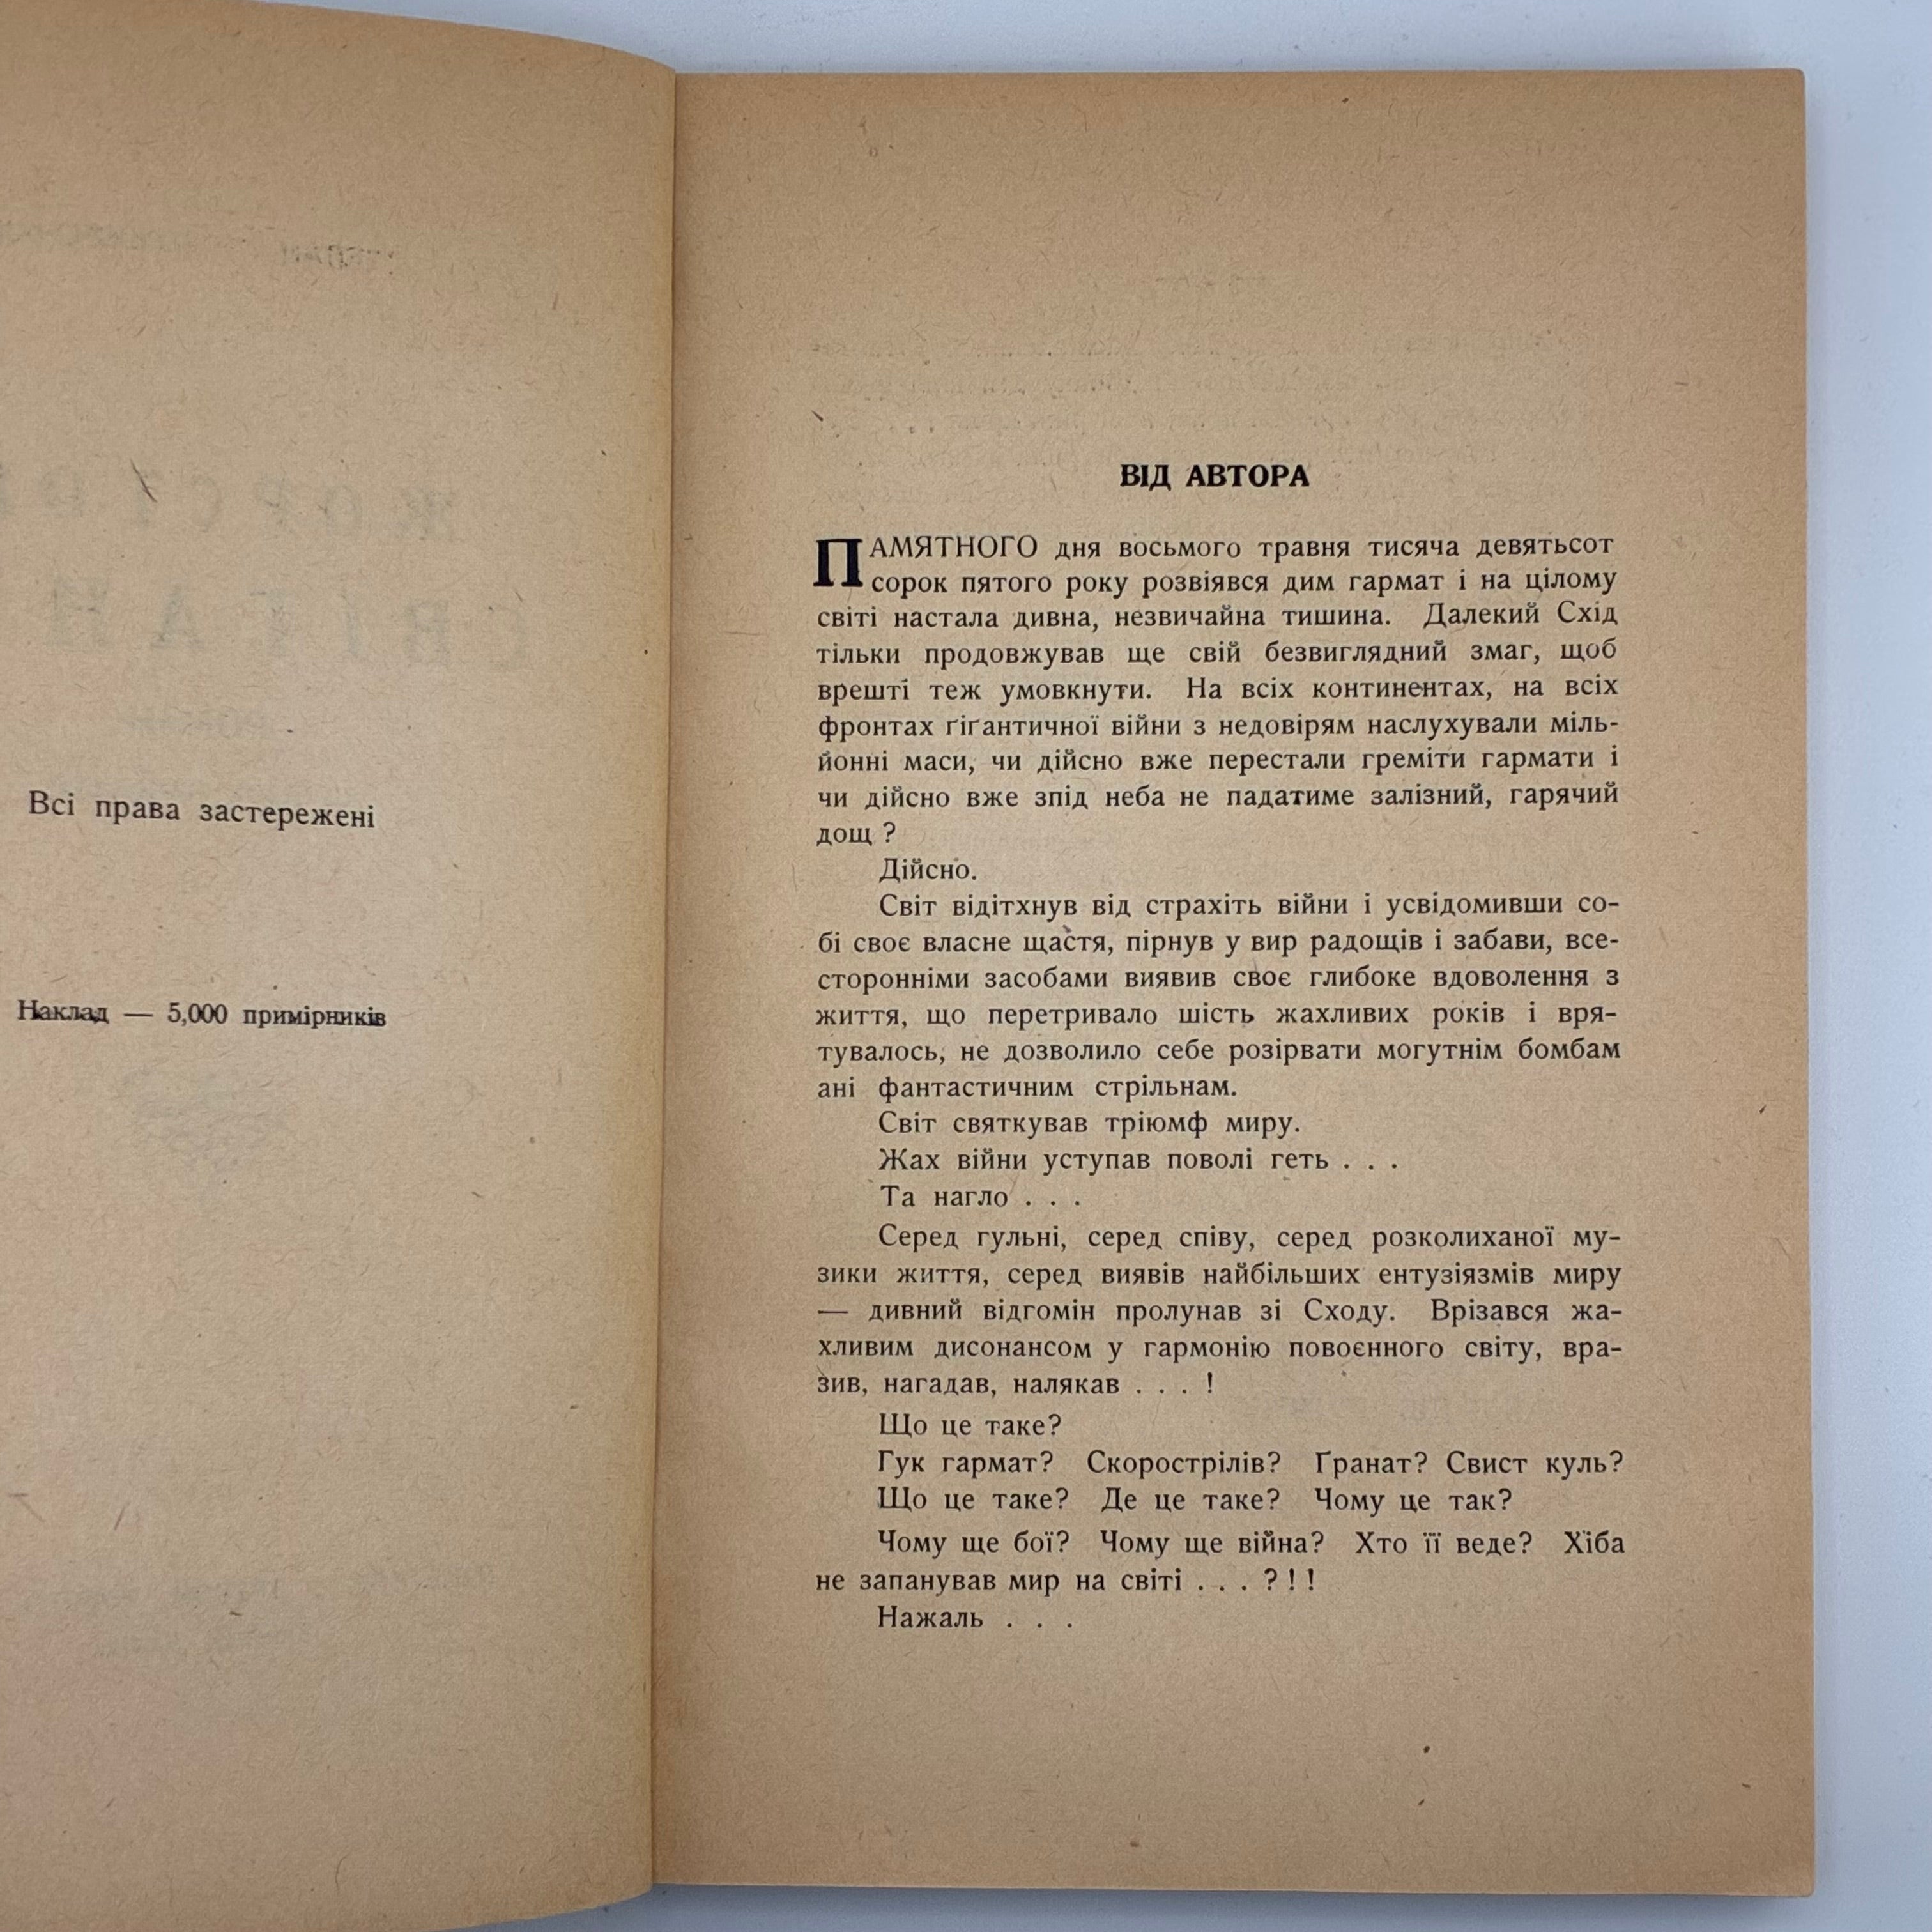 Всі права застережені
Наклад — 5,000 примірників
ВІД АВТОРА
ПАМЯТНОГО дня восьмого травня тисяча девятьсот
сорок пятого року розвіявся дим гармат і на цілому
світі настала дивна, незвичайна тишина. Далекий Схід
тільки продовжував ще свій безвиглядний змаг, щоб
врешті теж умовкнути. На всіх континентах, на всіх
фронтах ґіґантичної війни з недовірям наслухували міль-
йонні маси, чи дійсно вже перестали греміти гармати і
чи дійсно вже зпід неба не падатиме залізний, гарячий
дощ ?
Дійсно.
Світ відітхнув від страхіть війни і усвідомивши со-
бі своє власне щастя, пірнув у вир радощів і забави, все-
сторонніми засобами виявив своє глибоке вдоволення з
життя, що перетривало шість жахливих років і вря-
тувалось, не дозволило себе розірвати могутнім бомбам
ані фантастичним стрільнам.
Світ святкував тріюмф миру.
Жах війни уступав поволі геть . . .
Та нагло . . .
Серед гульні, серед співу, серед розколиханої му-
зики життя, серед виявів найбільших ентузіязмів миру
— дивний відгомін пролунав зі Сходу. Врізався жа-
хливим дисонансом у гармонію повоєнного світу, вра-
зив, нагадав, налякав . . . !
Що це таке?
Гук гармат? Скорострілів? Ґранат? Свист куль?
Що це таке? Де це таке? Чому це так?
Чому ще бої? Чому ще війна? Хто її веде? Хіба
не запанував мир на світі . . . ? ! !
Нажаль . . .